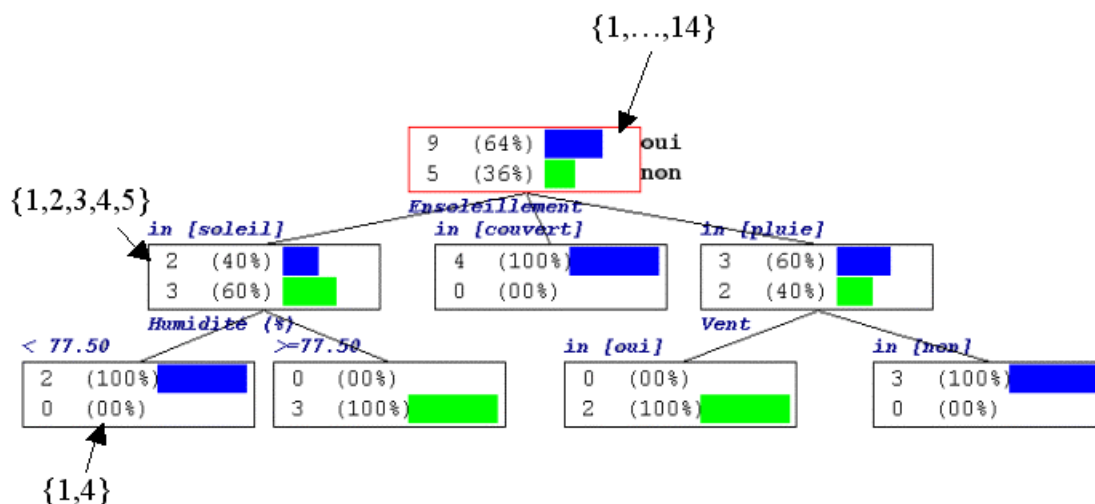 {1,…,14}
9 (64%) oui
5 (36%) non
{1,2,3,4,5}
Ensoleillement
in [soleil]
in [couvert]
in [pluie]
2 (40%)
3 (60%)
4 (100%)
0 (00%)
3 (60%)
2 (40%)
Humidité (%)
Vent
< 77.50
>=77.50
in [oui]
in [non]
2 (100%)
0 (00%)
0 (00%)
3 (100%)
0 (00%)
2 (100%)
3 (100%)
0 (00%)
{1,4}